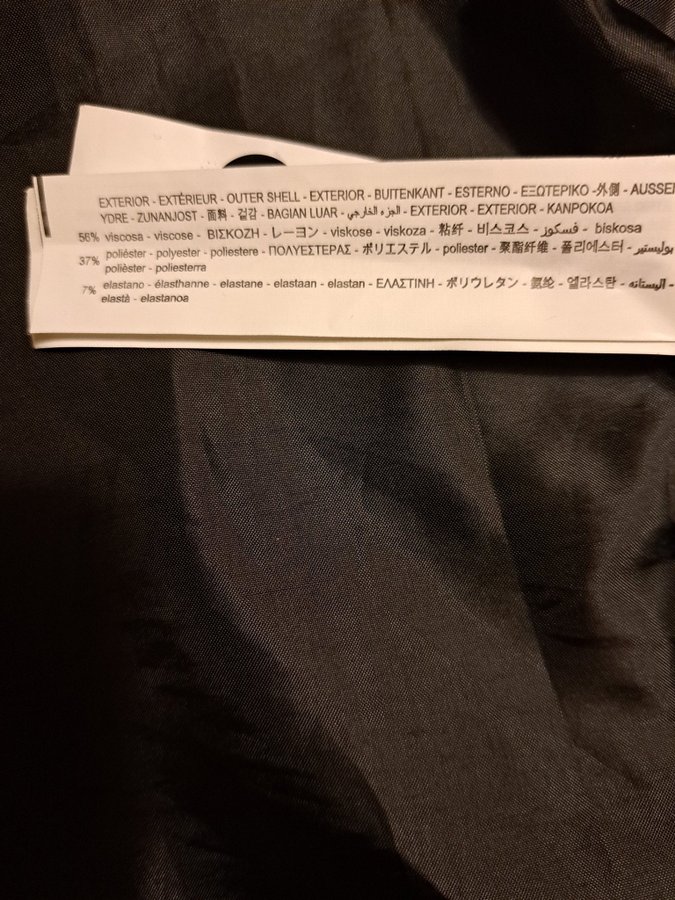 EXTERIOR - EXTÉRIEUR - OUTER SHELL - EXTERIOR - BUITENKANT - ESTERNO - ΕΞΩΤΕΡΙΚΟ -外側 - AUSSEN
YDRE - ZUNANJOST - 面料 - 겉감 - BAGIAN LUAR - الجزء الخارجي - EXTERIOR - EXTERIOR - KANPOKOA
56% viscosa - viscose - ΒΙΣΚΟΖΗ - レーヨン - viskose - viskoza - 粘纤 - 비스코스 - فسكوز - biskosa
37% poliéster - polyester - poliestere - ΠΟΛΥΕΣΤΕΡΑΣ - ポリエステル - poliester - 聚酯纤维 - 폴리에스터 - بوليستير
polièster - poliesterra
7% elastano - élasthanne - elastane - elastaan - elastan - ΕΛΑΣΤΙΝΗ - ポリウレタン - 氨纶 - 엘라스탄 - اليستانه -
elastà - elastanoa